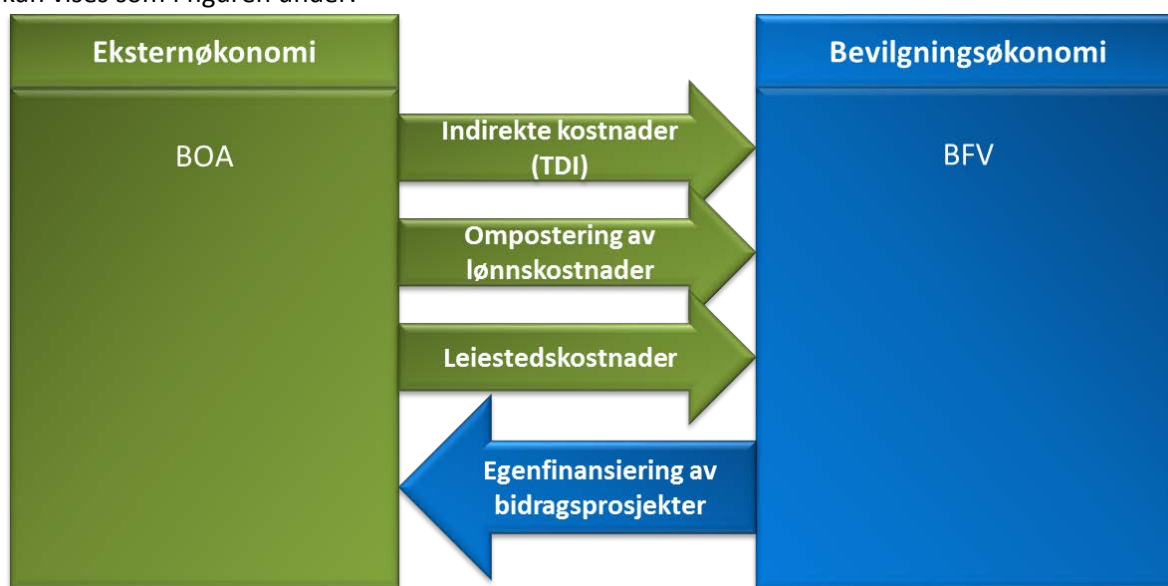 kan vises som i figuren under:
Eksternøkonomi
Bevilgningsøkonomi
BOA
BFV
Indirekte kostnader
(TDI)
Ompostering av
lønnskostnader
Leiestedskostnader
Egenfinansiering av
bidragsprosjekter